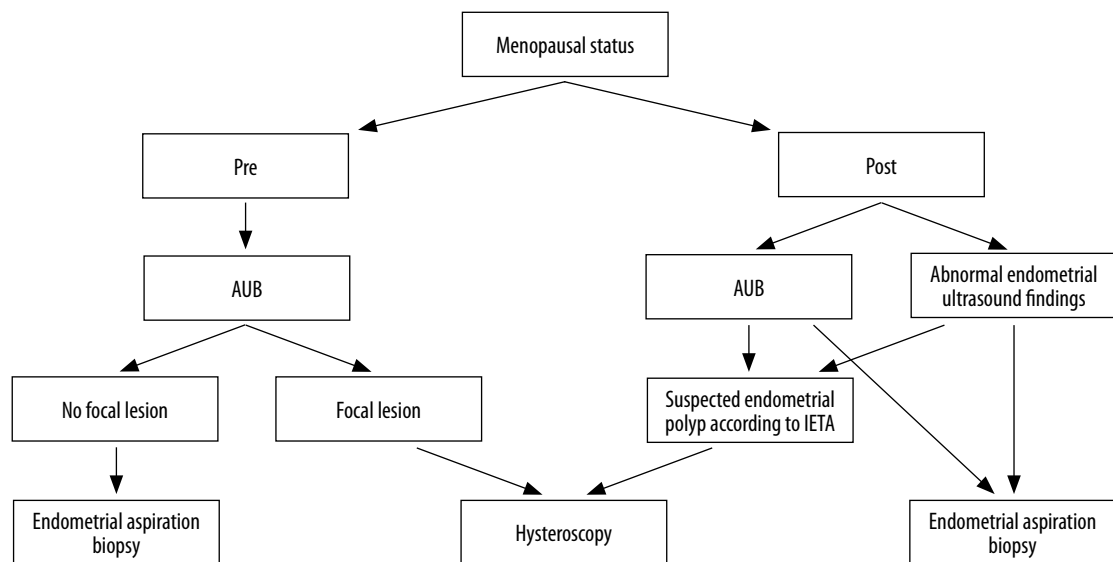 Menopausal status
Pre
Post
AUB
AUB
Abnormal endometrial
ultrasound findings
No focal lesion
Focal lesion
Suspected endometrial
polyp according to IETA
Endometrial aspiration
biopsy
Hysteroscopy
Endometrial aspiration
biopsy